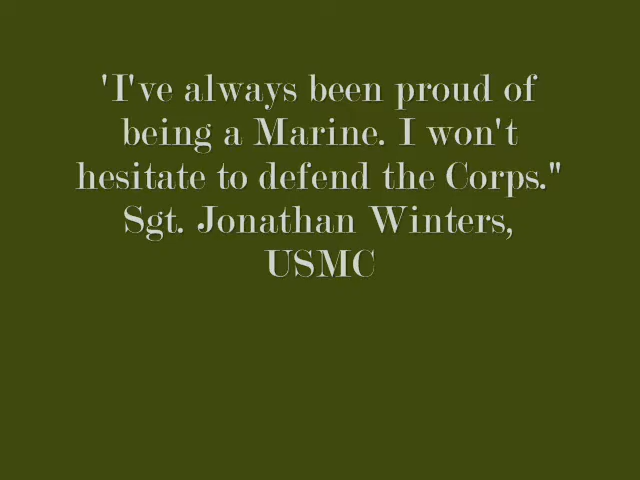 'I've always been proud of
being a Marine. I won't
hesitate to defend the Corps."
Sgt. Jonathan Winters,
USMC